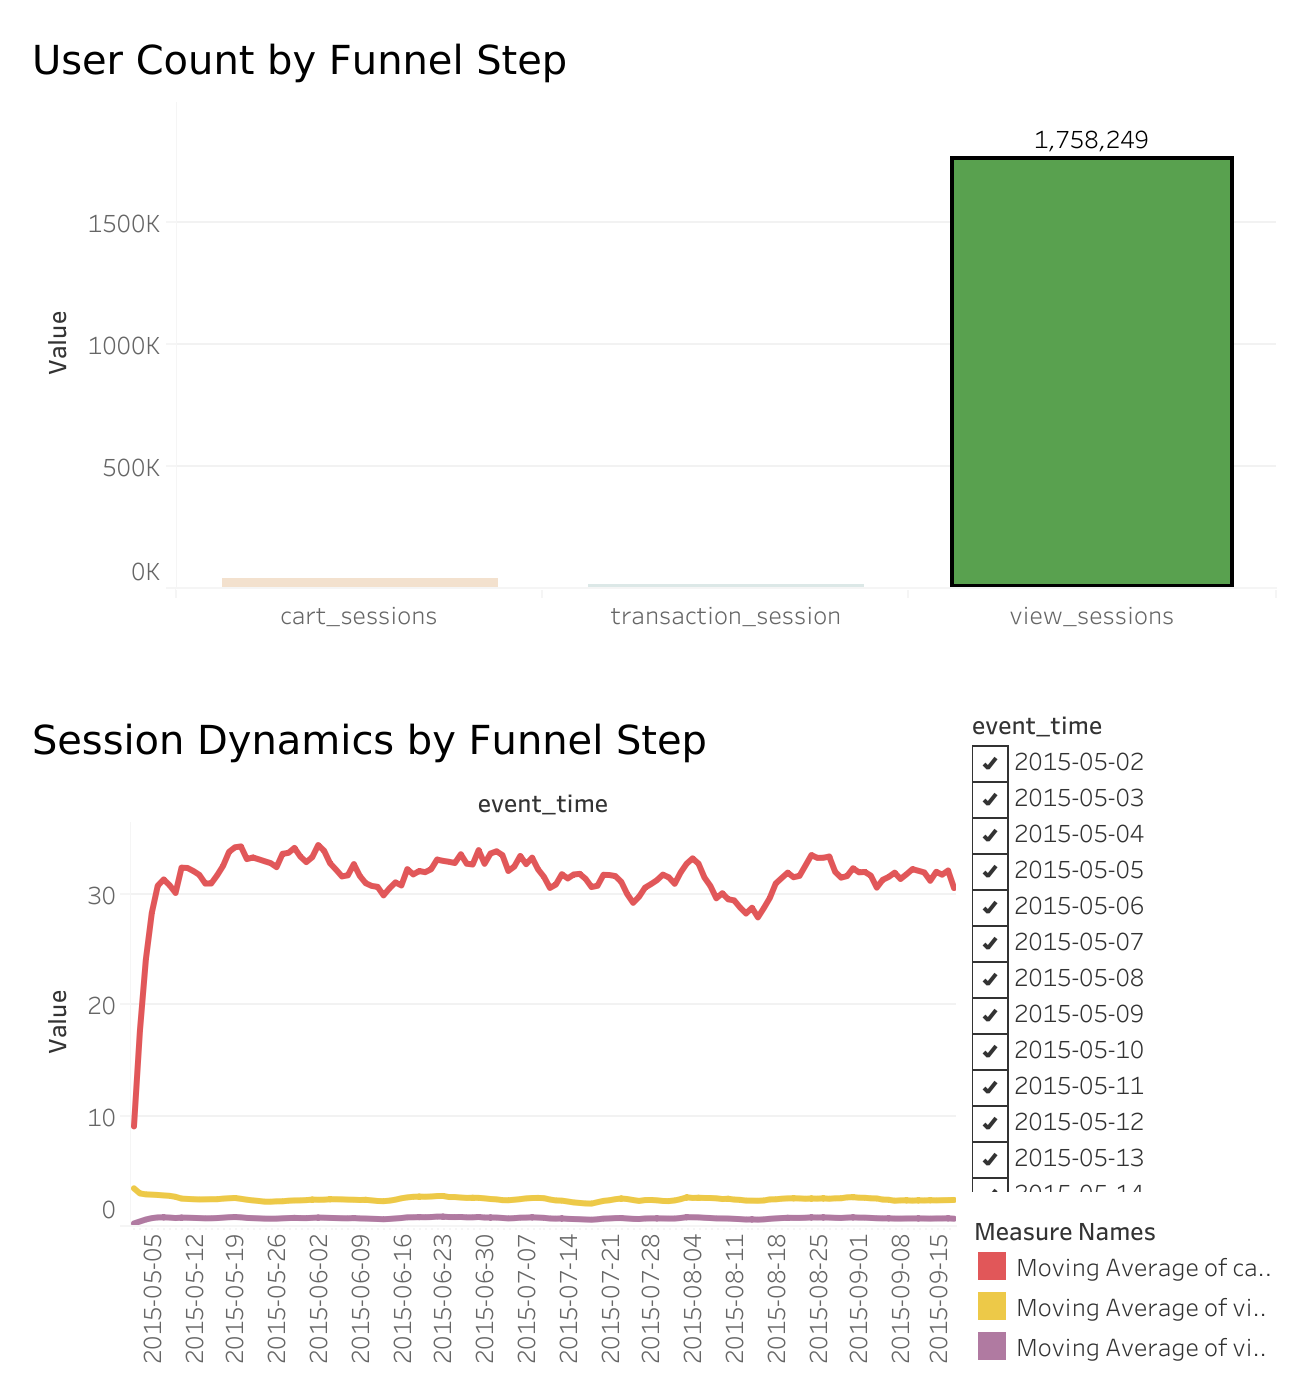 User Count by Funnel Step
1,758,249
1500K
1000K
500K
0K
Value
cart_sessions
transaction_session
view_sessions
Session Dynamics by Funnel Step
event_time
30
20
10
0
Value
2015-05-05
2015-05-12
2015-05-19
2015-05-26
2015-06-02
2015-06-09
2015-06-16
2015-06-23
2015-06-30
2015-07-07
2015-07-14
2015-07-21
2015-07-28
2015-08-04
2015-08-11
2015-08-18
2015-08-25
2015-09-01
2015-09-08
2015-09-15
event_time
2015-05-02
2015-05-03
2015-05-04
2015-05-05
2015-05-06
2015-05-07
2015-05-08
2015-05-09
2015-05-10
2015-05-11
2015-05-12
2015-05-13
2015-05-14
Measure Names
Moving Average of ca..
Moving Average of vi..
Moving Average of vi..